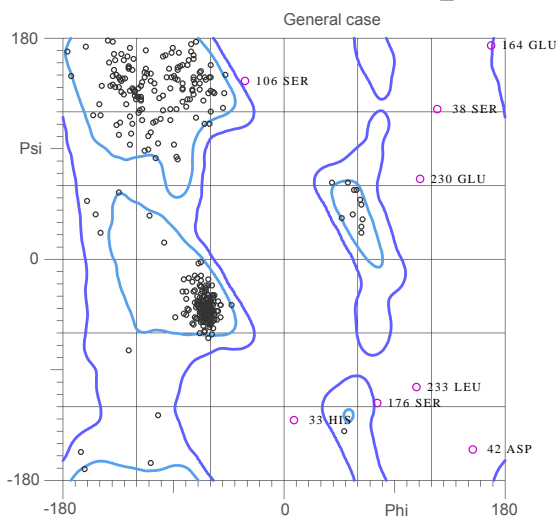 General case
180
164 GLU
106 SER
38 SER
Psi
230 GLU
0
233 LEU
176 SER
33 HIS
42 ASP
-180
-180
0
Phi
180